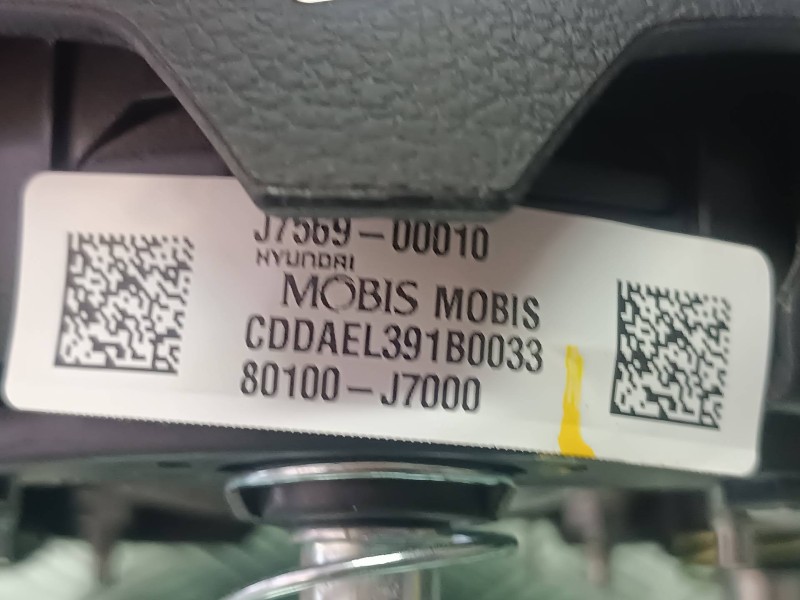 J7569-00010
HYUNDAI
MOBIS MOBIS
CDDAEL391B0033
80100-J7000